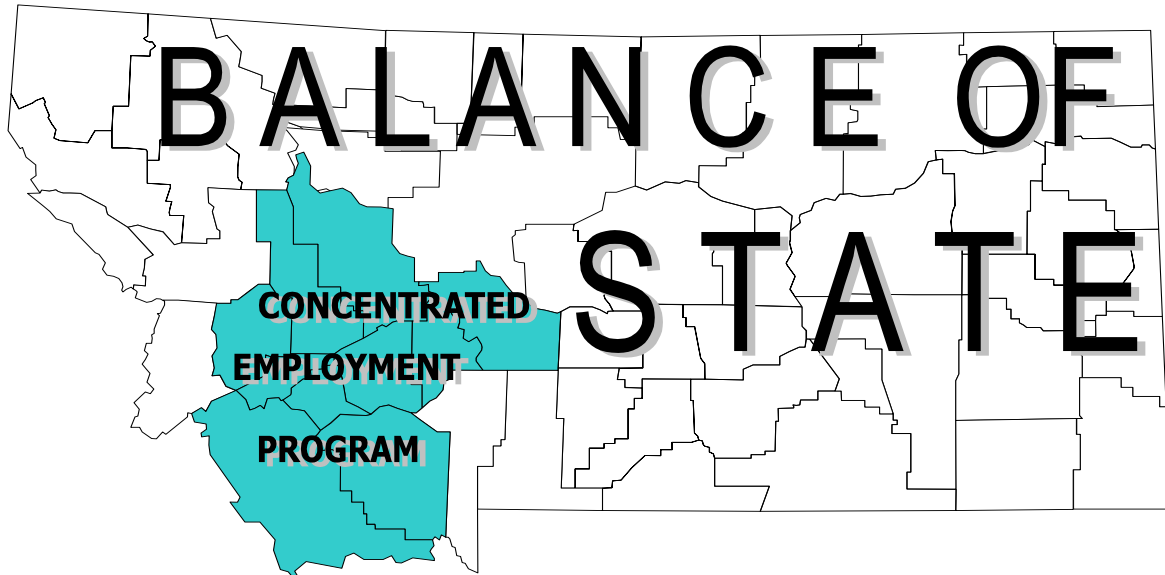 BALANCE OF
STATE
CONCENTRATED
EMPLOYMENT
PROGRAM